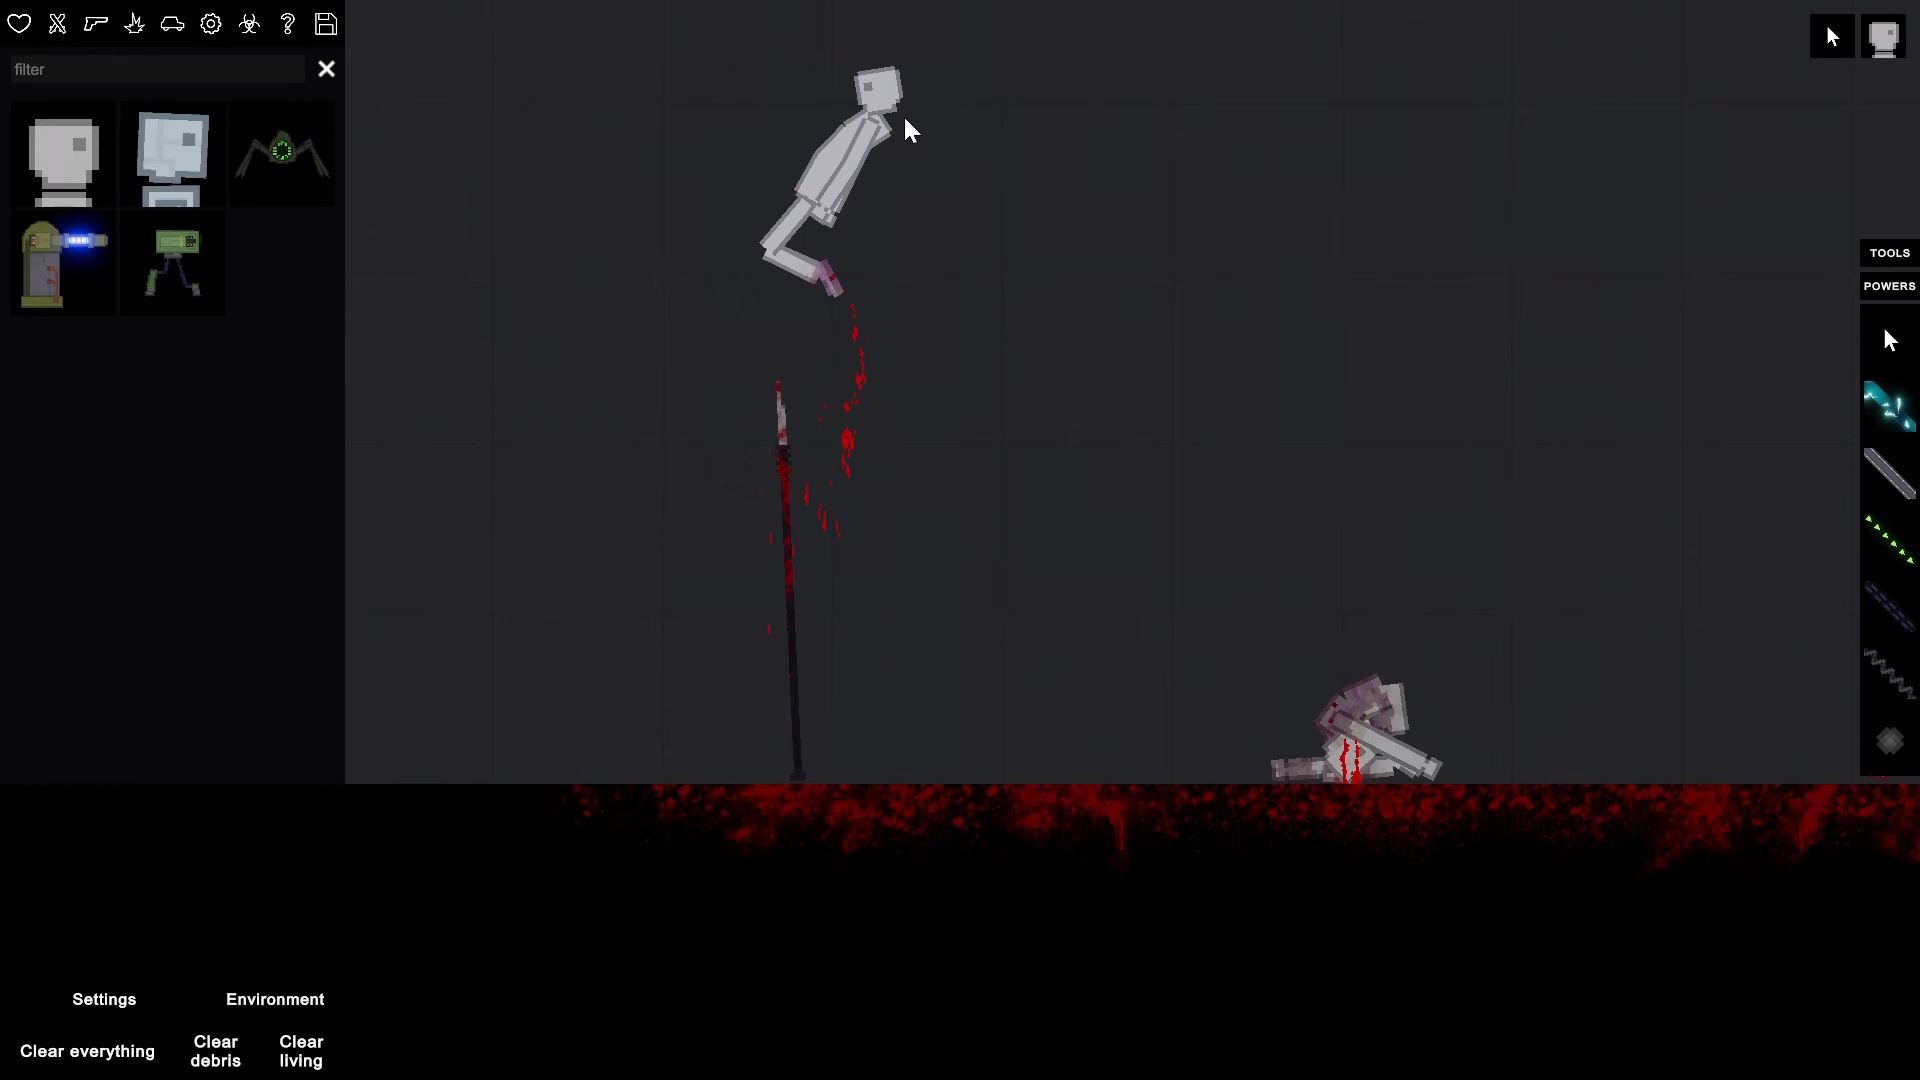 filter
TOOLS
POWERS
Settings
Environment
Clear everything
Clear
debris
Clear
living